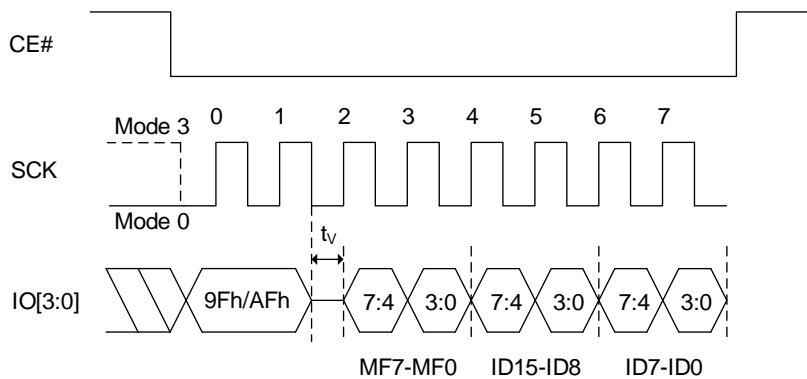 CE#
Mode 3 0 1 2 3 4 5 6 7
SCK
Mode 0
tV
IO[3:0] 9Fh/AFh 7:4 3:0 7:4 3:0 7:4 3:0
MF7-MF0 ID15-ID8 ID7-ID0